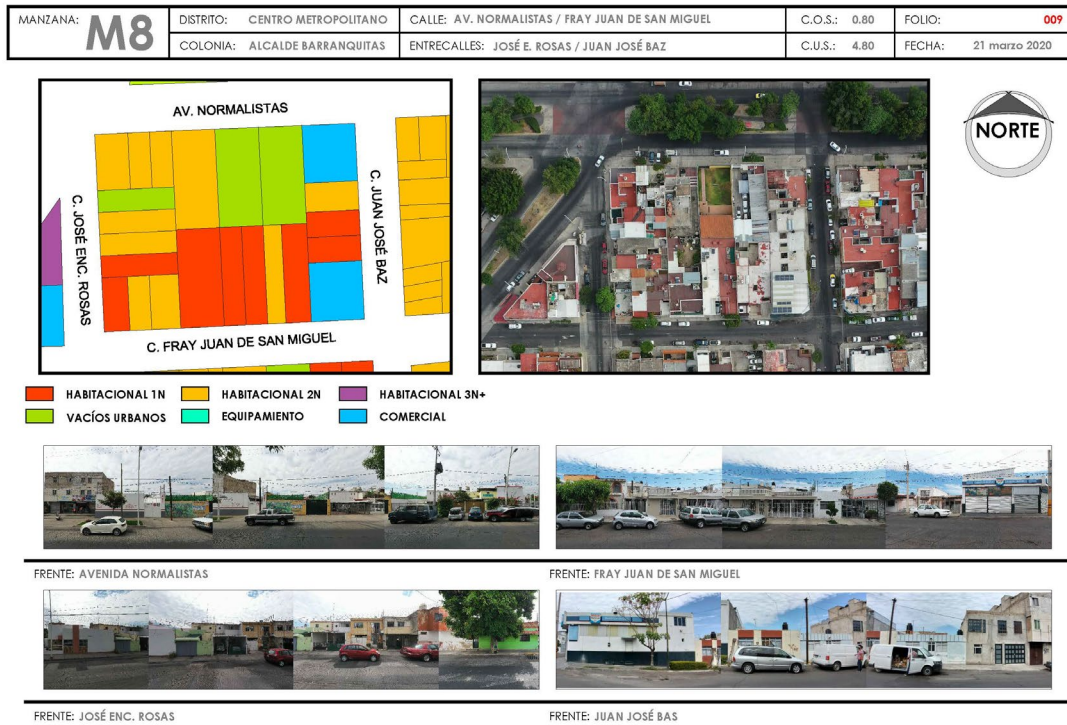 MANZANA: M8
DISTRITO: CENTRO METROPOLITANO
CALLE: AV. NORMALISTAS / FRAY JUAN DE SAN MIGUEL
C.O.S.: 0.80
FOLIO: 009
COLONIA: ALCALDE BARRANQUITAS
ENTRECALLES: JOSÉ E. ROSAS / JUAN JOSÉ BAZ
C.U.S.: 4.80
FECHA: 21 marzo 2020
AV. NORMALISTAS
C. JOSÉ ENC. ROSAS
C. JUAN JOSÉ BAZ
C. FRAY JUAN DE SAN MIGUEL
NORTE
HABITACIONAL 1N
HABITACIONAL 2N
HABITACIONAL 3N+
VACÍOS URBANOS
EQUIPAMIENTO
COMERCIAL
FRENTE: AVENIDA NORMALISTAS
FRENTE: FRAY JUAN DE SAN MIGUEL
FRENTE: JOSÉ ENC. ROSAS
FRENTE: JUAN JOSÉ BAS